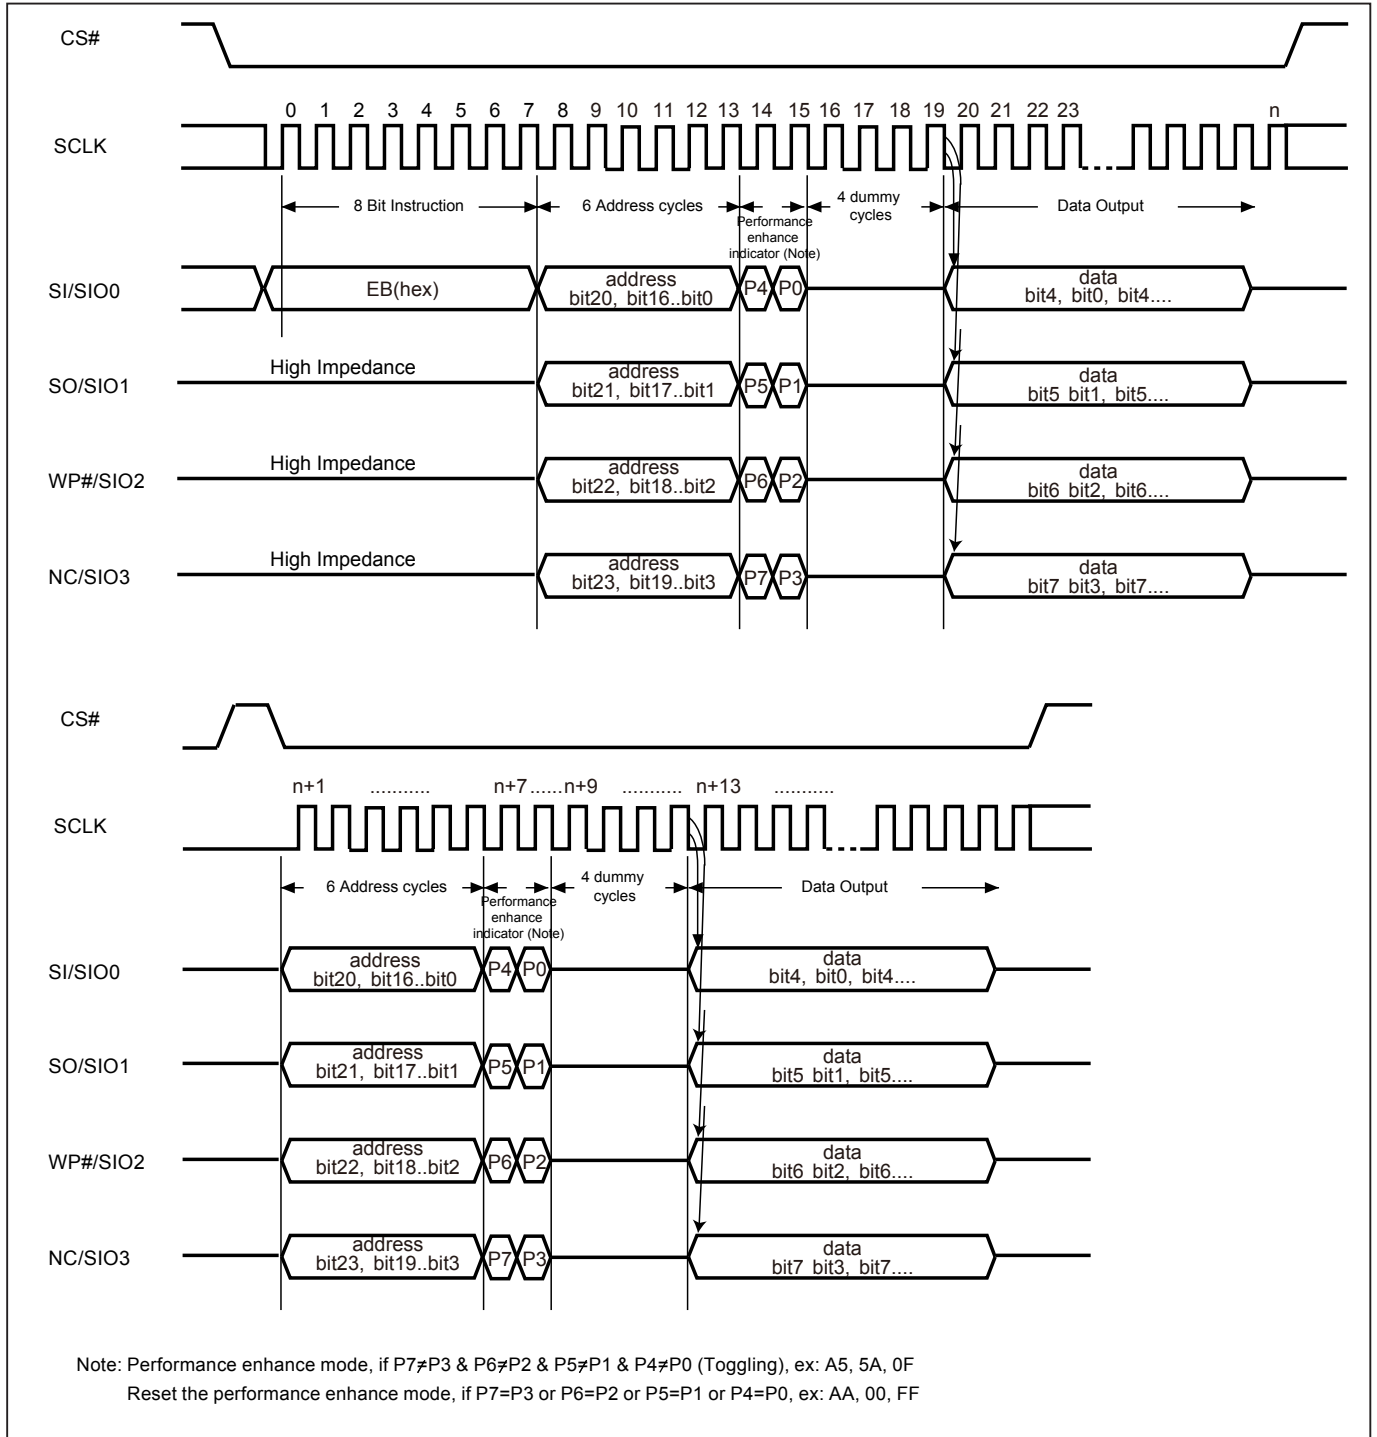 CS#
0 1 2 3 4 5 6 7 8 9 10 11 12 13 14 15 16 17 18 19 20 21 22 23 n
SCLK
8 Bit Instruction
6 Address cycles
Performance
enhance
indicator (Note)
4 dummy
cycles
Data Output
SI/SIO0
EB(hex)
address
bit20, bit16..bit0
P4 P0
data
bit4, bit0, bit4....
SO/SIO1
High Impedance
address
bit21, bit17..bit1
P5 P1
data
bit5 bit1, bit5....
WP#/SIO2
High Impedance
address
bit22, bit18..bit2
P6 P2
data
bit6 bit2, bit6....
NC/SIO3
High Impedance
address
bit23, bit19..bit3
P7 P3
data
bit7 bit3, bit7....
CS#
n+1 ........... n+7......n+9 ........... n+13 ...........
SCLK
6 Address cycles
Performance
enhance
indicator (Note)
4 dummy
cycles
Data Output
SI/SIO0
address
bit20, bit16..bit0
P4 P0
data
bit4, bit0, bit4....
SO/SIO1
address
bit21, bit17..bit1
P5 P1
data
bit5 bit1, bit5....
WP#/SIO2
address
bit22, bit18..bit2
P6 P2
data
bit6 bit2, bit6....
NC/SIO3
address
bit23, bit19..bit3
P7 P3
data
bit7 bit3, bit7....
Note: Performance enhance mode, if P7≠P3 & P6≠P2 & P5≠P1 & P4≠P0 (Toggling), ex: A5, 5A, 0F
Reset the performance enhance mode, if P7=P3 or P6=P2 or P5=P1 or P4=P0, ex: AA, 00, FF